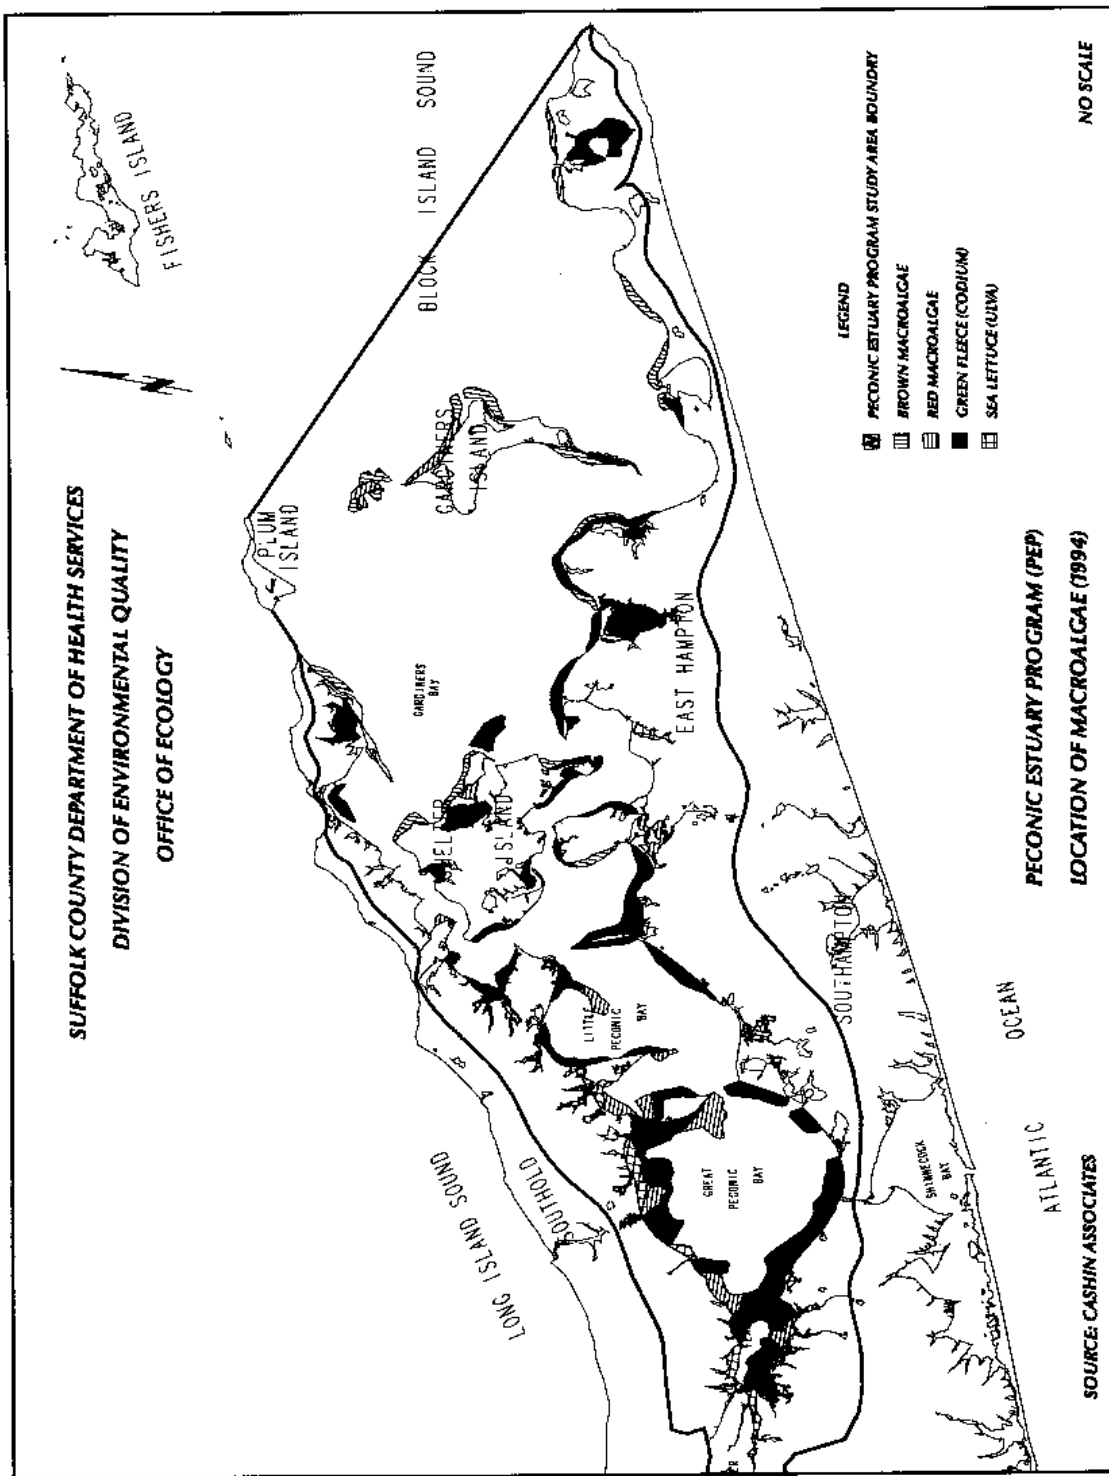 SUFFOLK COUNTY DEPARTMENT OF HEALTH SERVICES
DIVISION OF ENVIRONMENTAL QUALITY
OFFICE OF ECOLOGY
FISHERS ISLAND
BLOCK ISLAND SOUND
PLUM
ISLAND
GARDINERS
ISLAND
GARDINERS
BAY
SHELTER
ISLAND
EAST HAMPTON
LONG ISLAND SOUND
SOUTHOLD
LITTLE
PECONIC
BAY
GREAT
PECONIC
BAY
SOUTHAMPTON
SHINNECOCK
BAY
ATLANTIC OCEAN
LEGEND
PECONIC ESTUARY PROGRAM STUDY AREA BOUNDRY
BROWN MACROALGAE
RED MACROALGAE
GREEN FLEECE (CODIUM)
SEA LETTUCE (ULVA)
PECONIC ESTUARY PROGRAM (PEP)
LOCATION OF MACROALGAE (1994)
SOURCE: CASHIN ASSOCIATES
NO SCALE